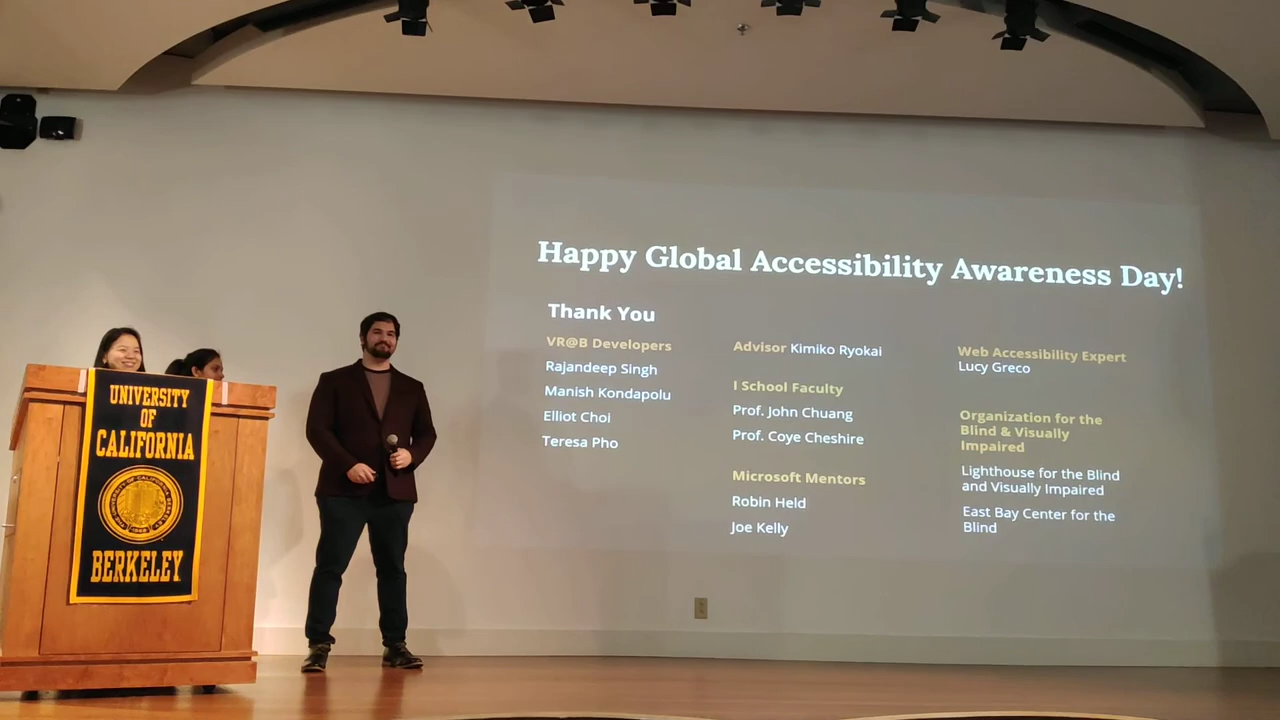 Happy Global Accessibility Awareness Day!
Thank You
VR@B Developers
Rajandeep Singh
Manish Kondapolu
Elliot Choi
Teresa Pho
Advisor Kimiko Ryokai
I School Faculty
Prof. John Chuang
Prof. Coye Cheshire
Microsoft Mentors
Robin Held
Joe Kelly
Web Accessibility Expert
Lucy Greco
Organization for the
Blind & Visually
Impaired
Lighthouse for the Blind
and Visually Impaired
East Bay Center for the
Blind
UNIVERSITY
OF
CALIFORNIA
BERKELEY